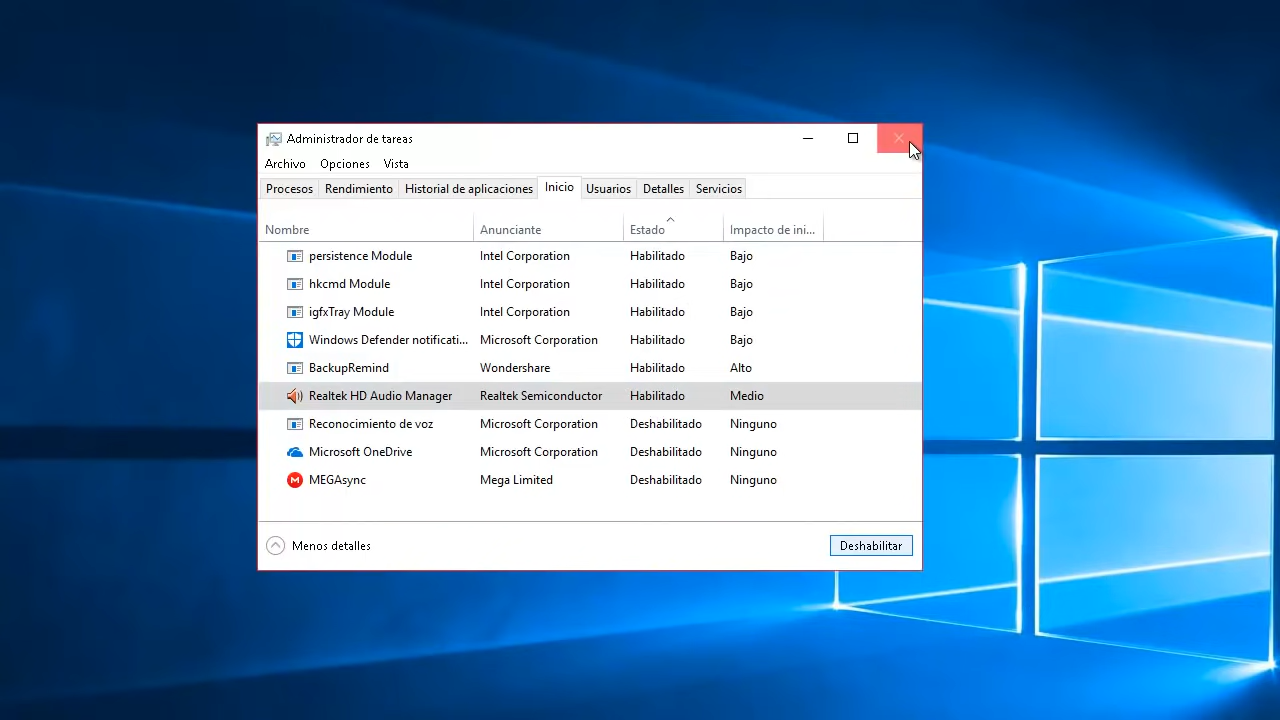 Administrador de tareas
Archivo Opciones Vista
Procesos Rendimiento Historial de aplicaciones Inicio Usuarios Detalles Servicios
Nombre Anunciante Estado Impacto de ini...
persistence Module Intel Corporation Habilitado Bajo
hkcmd Module Intel Corporation Habilitado Bajo
igfxTray Module Intel Corporation Habilitado Bajo
Windows Defender notificati... Microsoft Corporation Habilitado Bajo
BackupRemind Wondershare Habilitado Alto
Realtek HD Audio Manager Realtek Semiconductor Habilitado Medio
Reconocimiento de voz Microsoft Corporation Deshabilitado Ninguno
Microsoft OneDrive Microsoft Corporation Deshabilitado Ninguno
MEGAsync Mega Limited Deshabilitado Ninguno
Menos detalles Deshabilitar